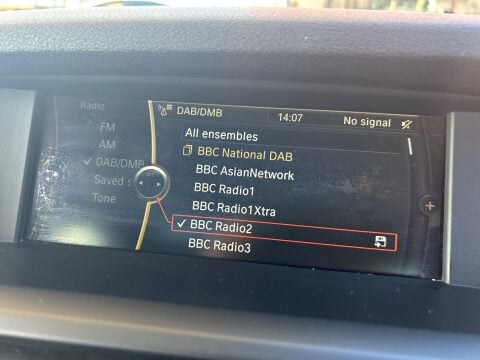 Radio
FM
AM
DAB/DMB
Saved s
Tone
DAB/DMB
14:07
No signal
All ensembles
BBC National DAB
BBC AsianNetwork
BBC Radio1
BBC Radio1Xtra
BBC Radio2
BBC Radio3